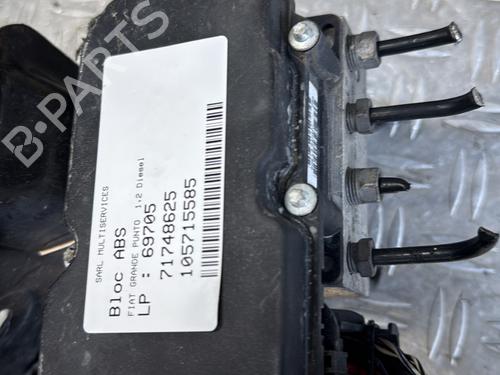 SARL MULTISERVICES
Bloc ABS
FIAT GRANDE PUNTO 1.2 Diesel
LP : 69705
71748625
105715585
B-PARTS